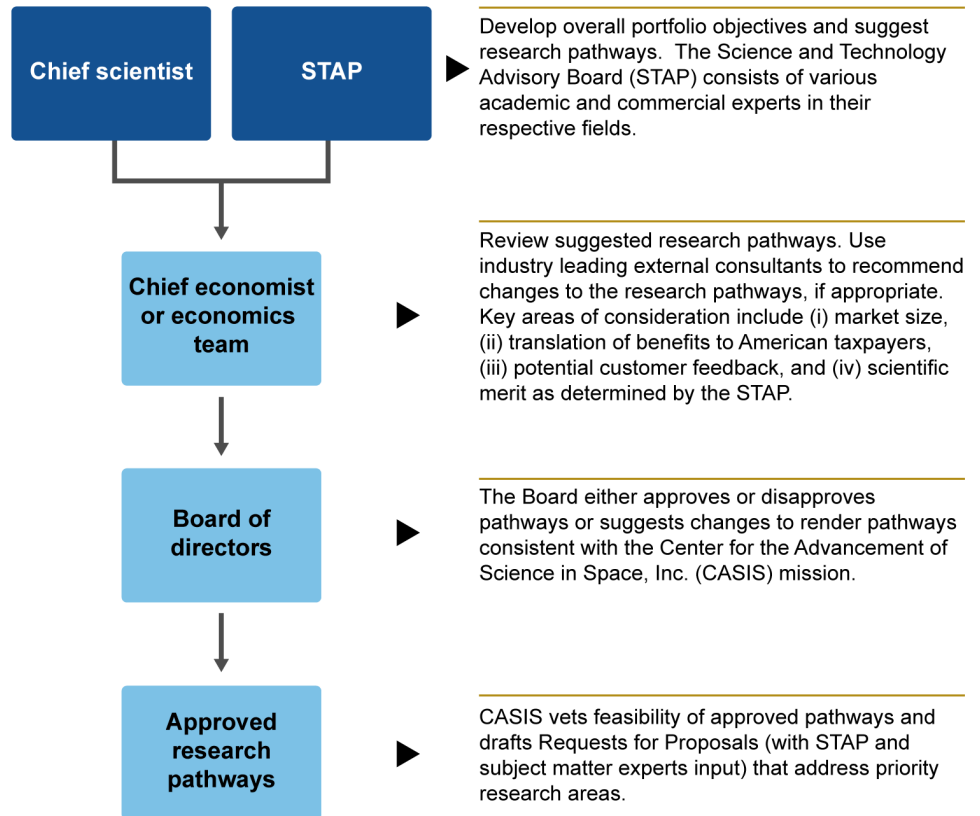 Chief scientist
STAP
Develop overall portfolio objectives and suggest
research pathways.  The Science and Technology
Advisory Board (STAP) consists of various
academic and commercial experts in their
respective fields.
Chief economist
or economics
team
Review suggested research pathways. Use
industry leading external consultants to recommend
changes to the research pathways, if appropriate.
Key areas of consideration include (i) market size,
(ii) translation of benefits to American taxpayers,
(iii) potential customer feedback, and (iv) scientific
merit as determined by the STAP.
Board of
directors
The Board either approves or disapproves
pathways or suggests changes to render pathways
consistent with the Center for the Advancement of
Science in Space, Inc. (CASIS) mission.
Approved
research
pathways
CASIS vets feasibility of approved pathways and
drafts Requests for Proposals (with STAP and
subject matter experts input) that address priority
research areas.